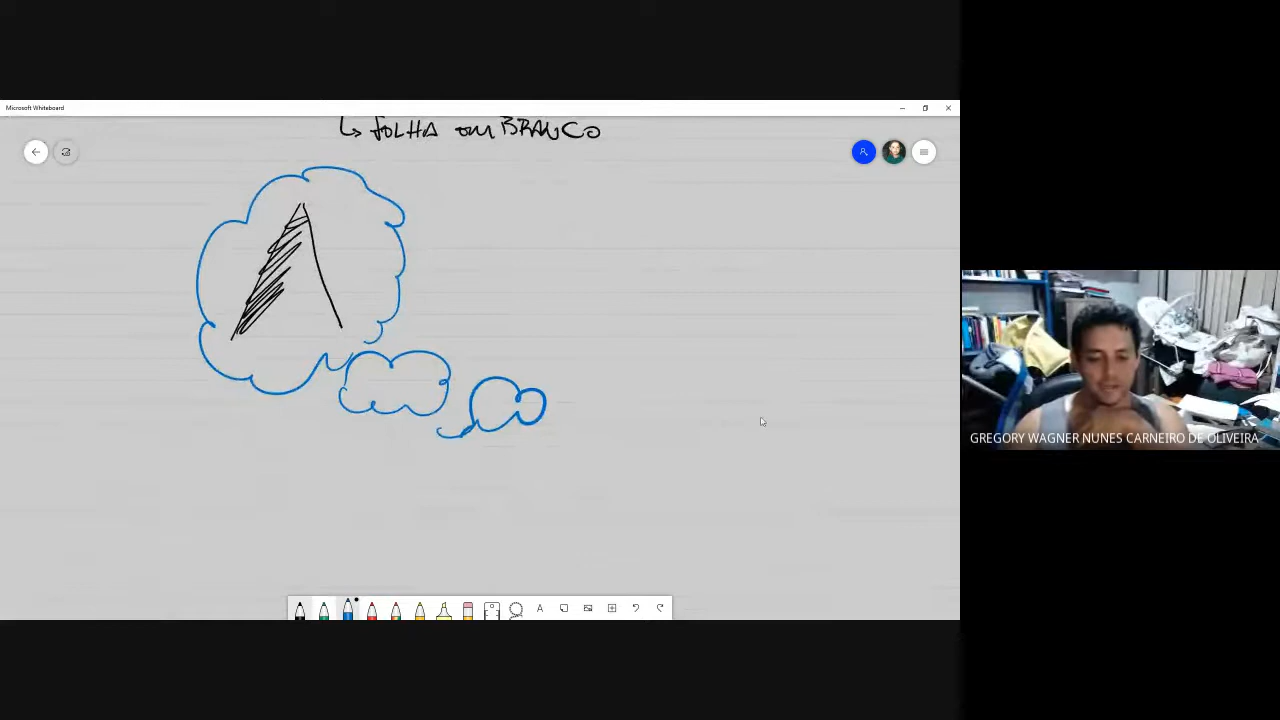 Microsoft Whiteboard
↳ FOLHA em BRANCO
GREGORY WAGNER NUNES CARNEIRO DE OLIVEIRA
A